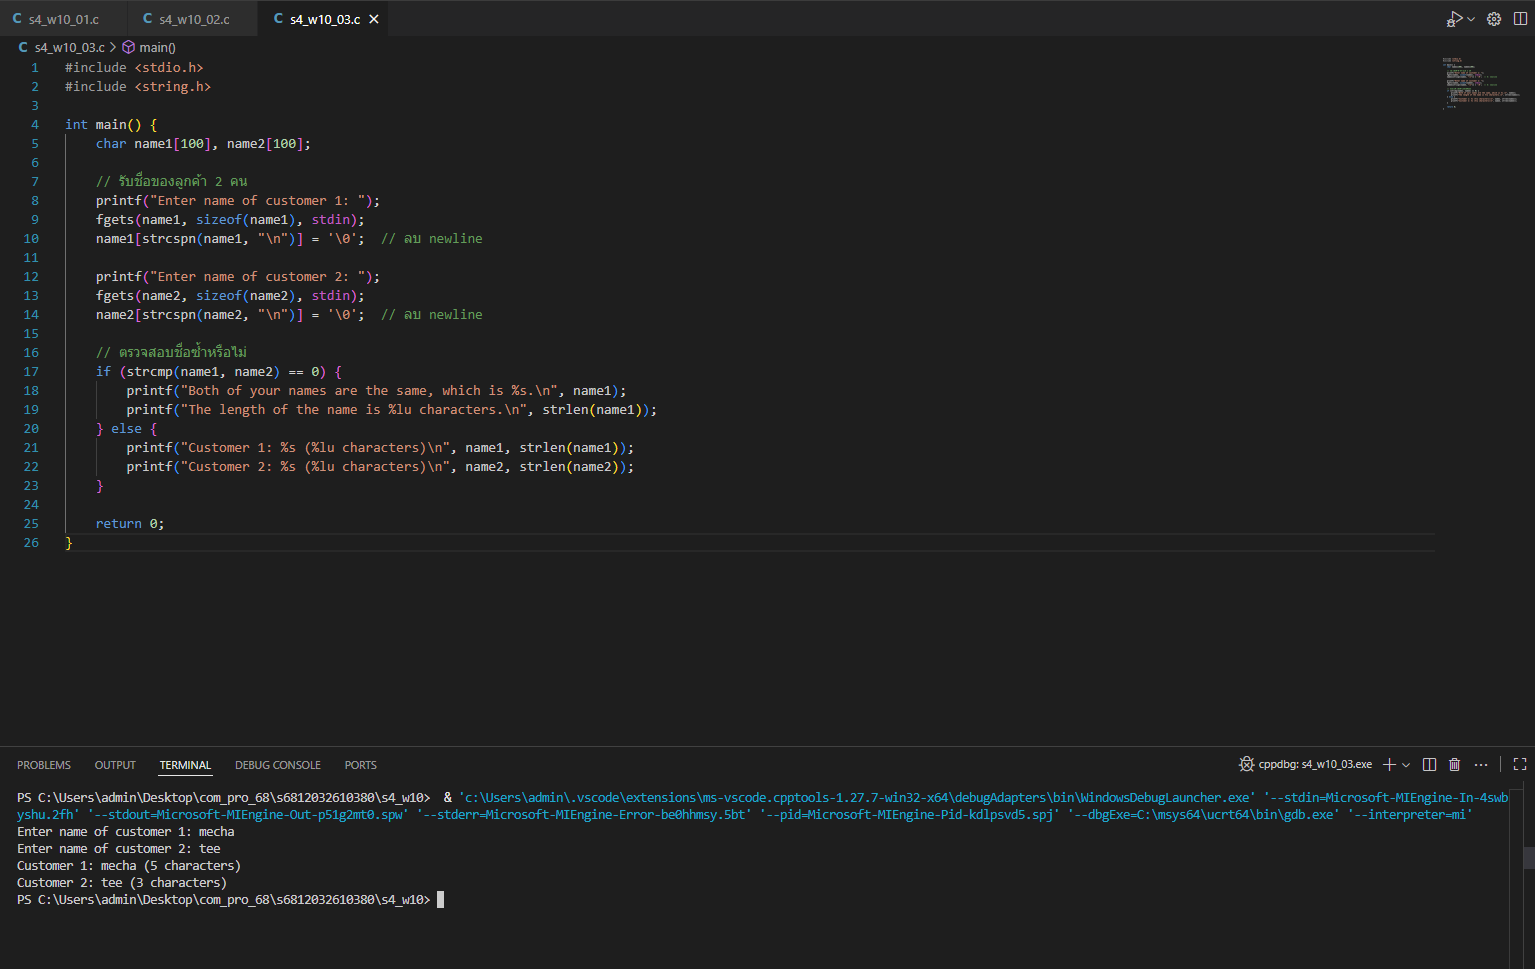 s4_w10_01.c
s4_w10_02.c
s4_w10_03.c
s4_w10_03.c > main()
1 #include <stdio.h>
2 #include <string.h>
3
4 int main() {
5 char name1[100], name2[100];
6
7 // รับชื่อของลูกค้า 2 คน
8 printf("Enter name of customer 1: ");
9 fgets(name1, sizeof(name1), stdin);
10 name1[strcspn(name1, "\n")] = '\0'; // ลบ newline
11
12 printf("Enter name of customer 2: ");
13 fgets(name2, sizeof(name2), stdin);
14 name2[strcspn(name2, "\n")] = '\0'; // ลบ newline
15
16 // ตรวจสอบชื่อซ้ำหรือไม่
17 if (strcmp(name1, name2) == 0) {
18 printf("Both of your names are the same, which is %s.\n", name1);
19 printf("The length of the name is %lu characters.\n", strlen(name1));
20 } else {
21 printf("Customer 1: %s (%lu characters)\n", name1, strlen(name1));
22 printf("Customer 2: %s (%lu characters)\n", name2, strlen(name2));
23 }
24
25 return 0;
26 }
PROBLEMS OUTPUT TERMINAL DEBUG CONSOLE PORTS
cppdbg: s4_w10_03.exe
PS C:\Users\admin\Desktop\com_pro_68\s6812032610380\s4_w10> & 'c:\Users\admin\.vscode\extensions\ms-vscode.cpptools-1.27.7-win32-x64\debugAdapters\bin\WindowsDebugLauncher.exe' '--stdin=Microsoft-MIEngine-In-4swb
yshu.2fh' '--stdout=Microsoft-MIEngine-Out-p51g2mt0.spw' '--stderr=Microsoft-MIEngine-Error-be0hhmsy.5bt' '--pid=Microsoft-MIEngine-Pid-kdlpsvd5.spj' '--dbgExe=C:\msys64\ucrt64\bin\gdb.exe' '--interpreter=mi'
Enter name of customer 1: mecha
Enter name of customer 2: tee
Customer 1: mecha (5 characters)
Customer 2: tee (3 characters)
PS C:\Users\admin\Desktop\com_pro_68\s6812032610380\s4_w10>